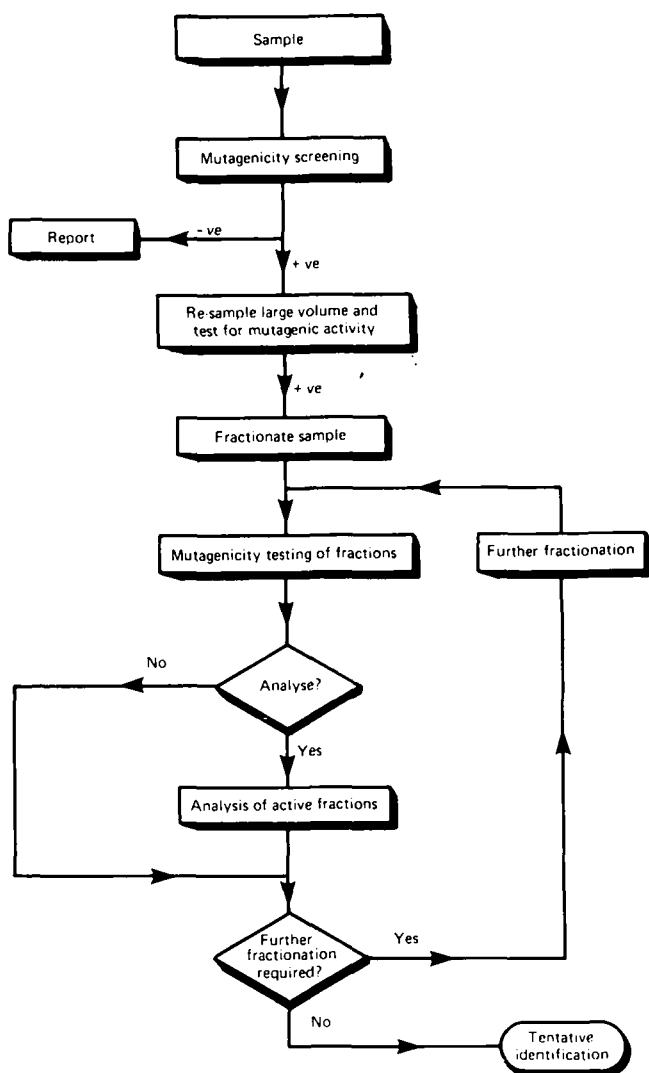 Sample
Mutagenicity screening
- ve
Report
+ ve
Re-sample large volume and
test for mutagenic activity
+ ve
Fractionate sample
Mutagenicity testing of fractions
Further fractionation
No
Analyse?
Yes
Analysis of active fractions
Further
fractionation
required?
Yes
No
Tentative
identification